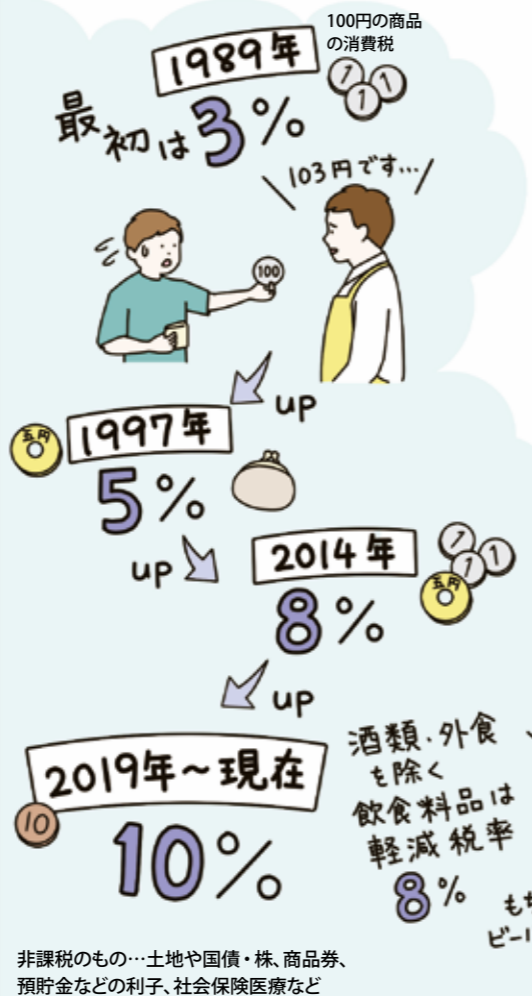 100円の商品
の消費税
1989年
最初は3%
103円です…
100
up
1997年
五円
5%
up
2014年
1
1
1
五円
8%
up
2019年〜現在
10
10%
酒類・外食
を除く
飲食料品は
軽減税率
8%
ビー
非課税のもの…土地や国債・株、商品券、
預貯金などの利子、社会保険医療など